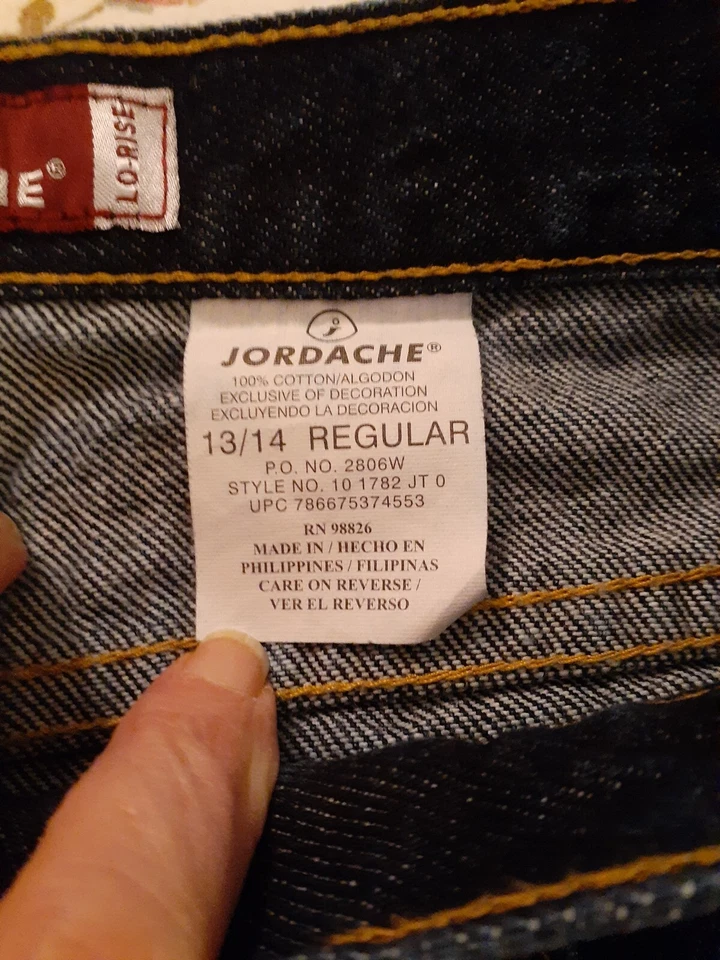 LO-RISE
JORDACHE®
100% COTTON/ALGODON
EXCLUSIVE OF DECORATION
EXCLUYENDO LA DECORACION
13/14 REGULAR
P.O. NO. 2806W
STYLE NO. 10 1782 JT 0
UPC 786675374553
RN 98826
MADE IN / HECHO EN
PHILIPPINES / FILIPINAS
CARE ON REVERSE /
VER EL REVERSO